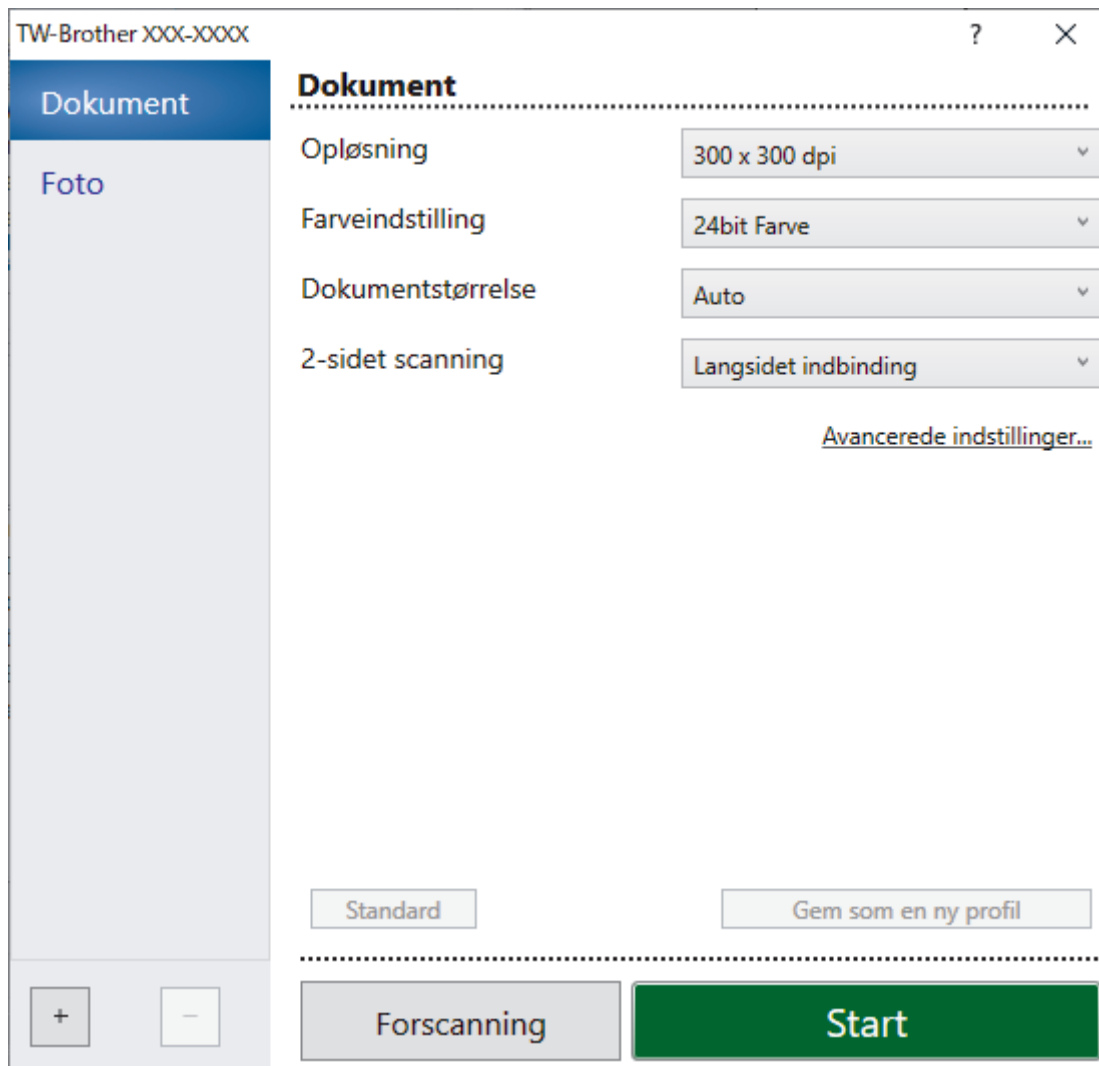 TW-Brother XXX-XXXX ?
Dokument
Foto
Dokument
Opløsning 300 x 300 dpi
Farveindstilling 24bit Farve
Dokumentstørrelse Auto
2-sidet scanning Langsidet indbinding
Avancerede indstillinger...
Standard Gem som en ny profil
+ −
Forscanning Start